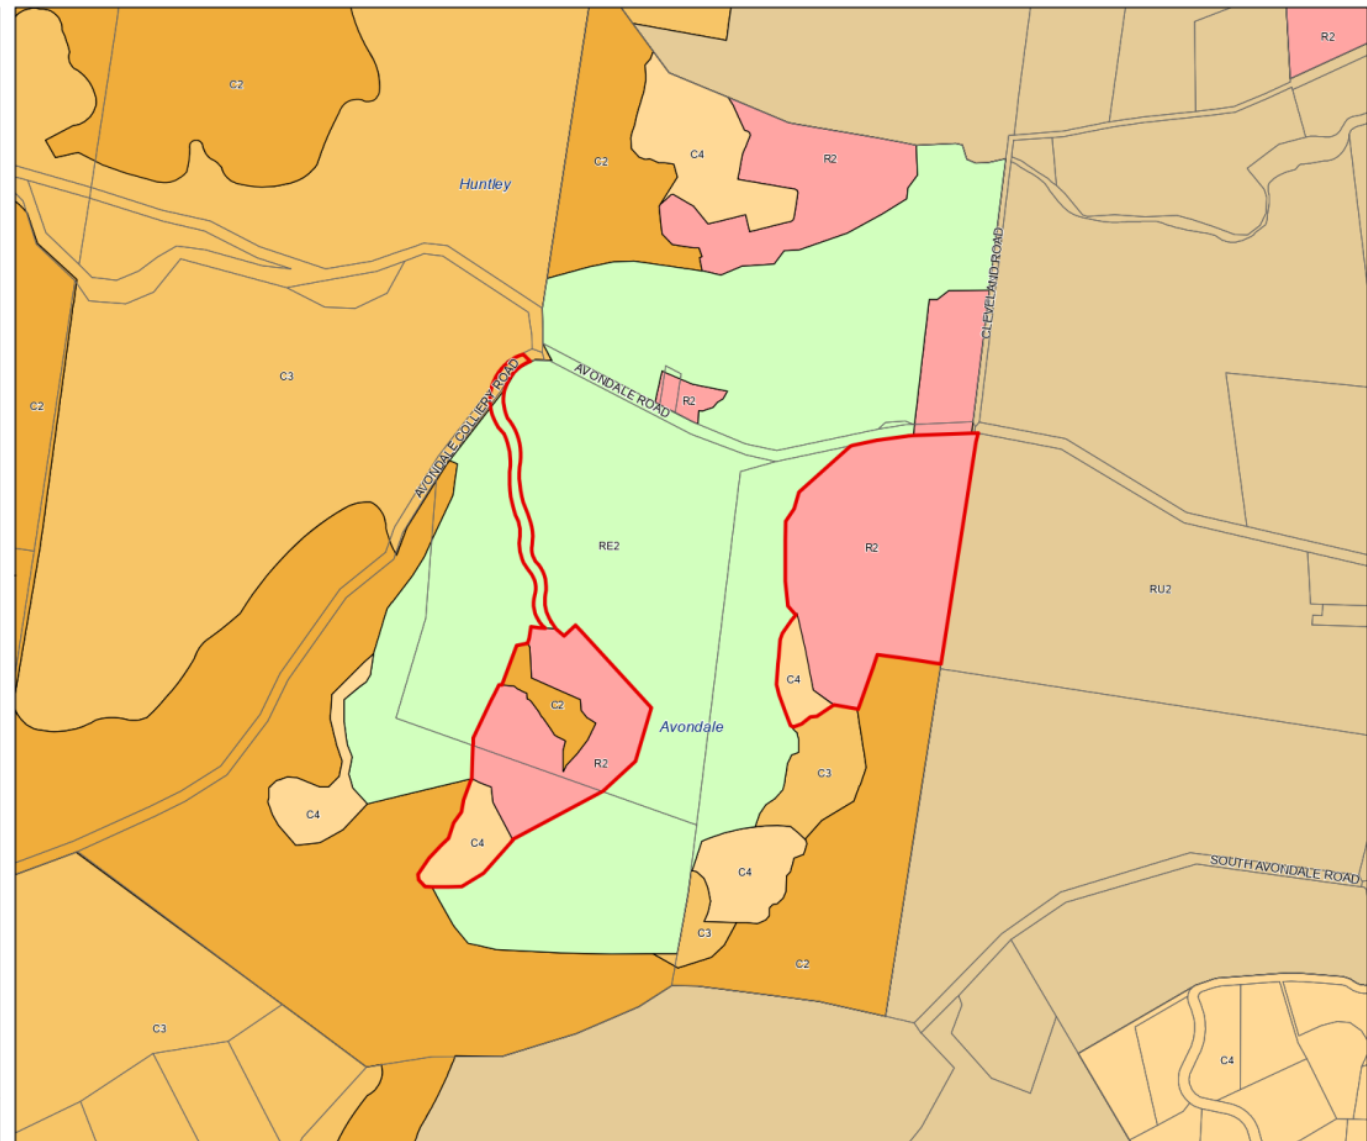 R2
C2
C4
R2
C2
Huntley
CLEVELAND ROAD
C3
AVONDALE ROAD
R2
C2
AVONDALE COLLIERY ROAD
RE2
R2
RU2
C4
C2
Avondale
R2
C3
C4
C4
C4
SOUTH AVONDALE ROAD
C3
C2
C3
C4